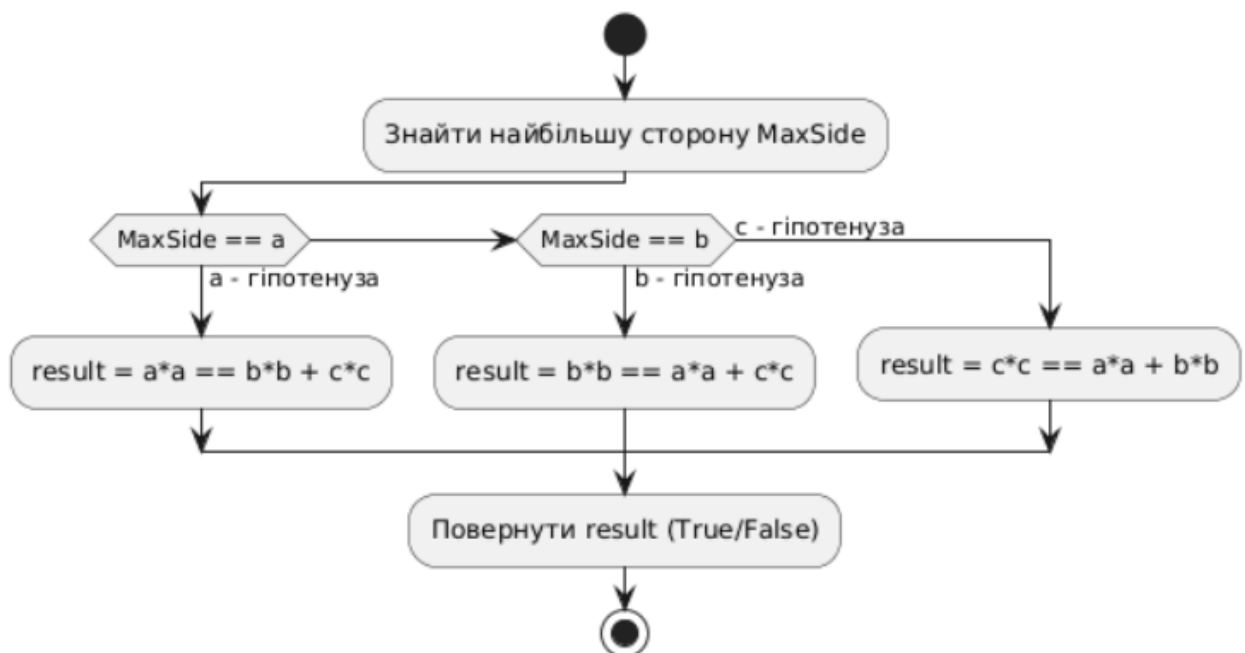 Знайти найбільшу сторону MaxSide
MaxSide == a
MaxSide == b
c - гіпотенуза
a - гіпотенуза
b - гіпотенуза
result = a*a == b*b + c*c
result = b*b == a*a + c*c
result = c*c == a*a + b*b
Повернути result (True/False)